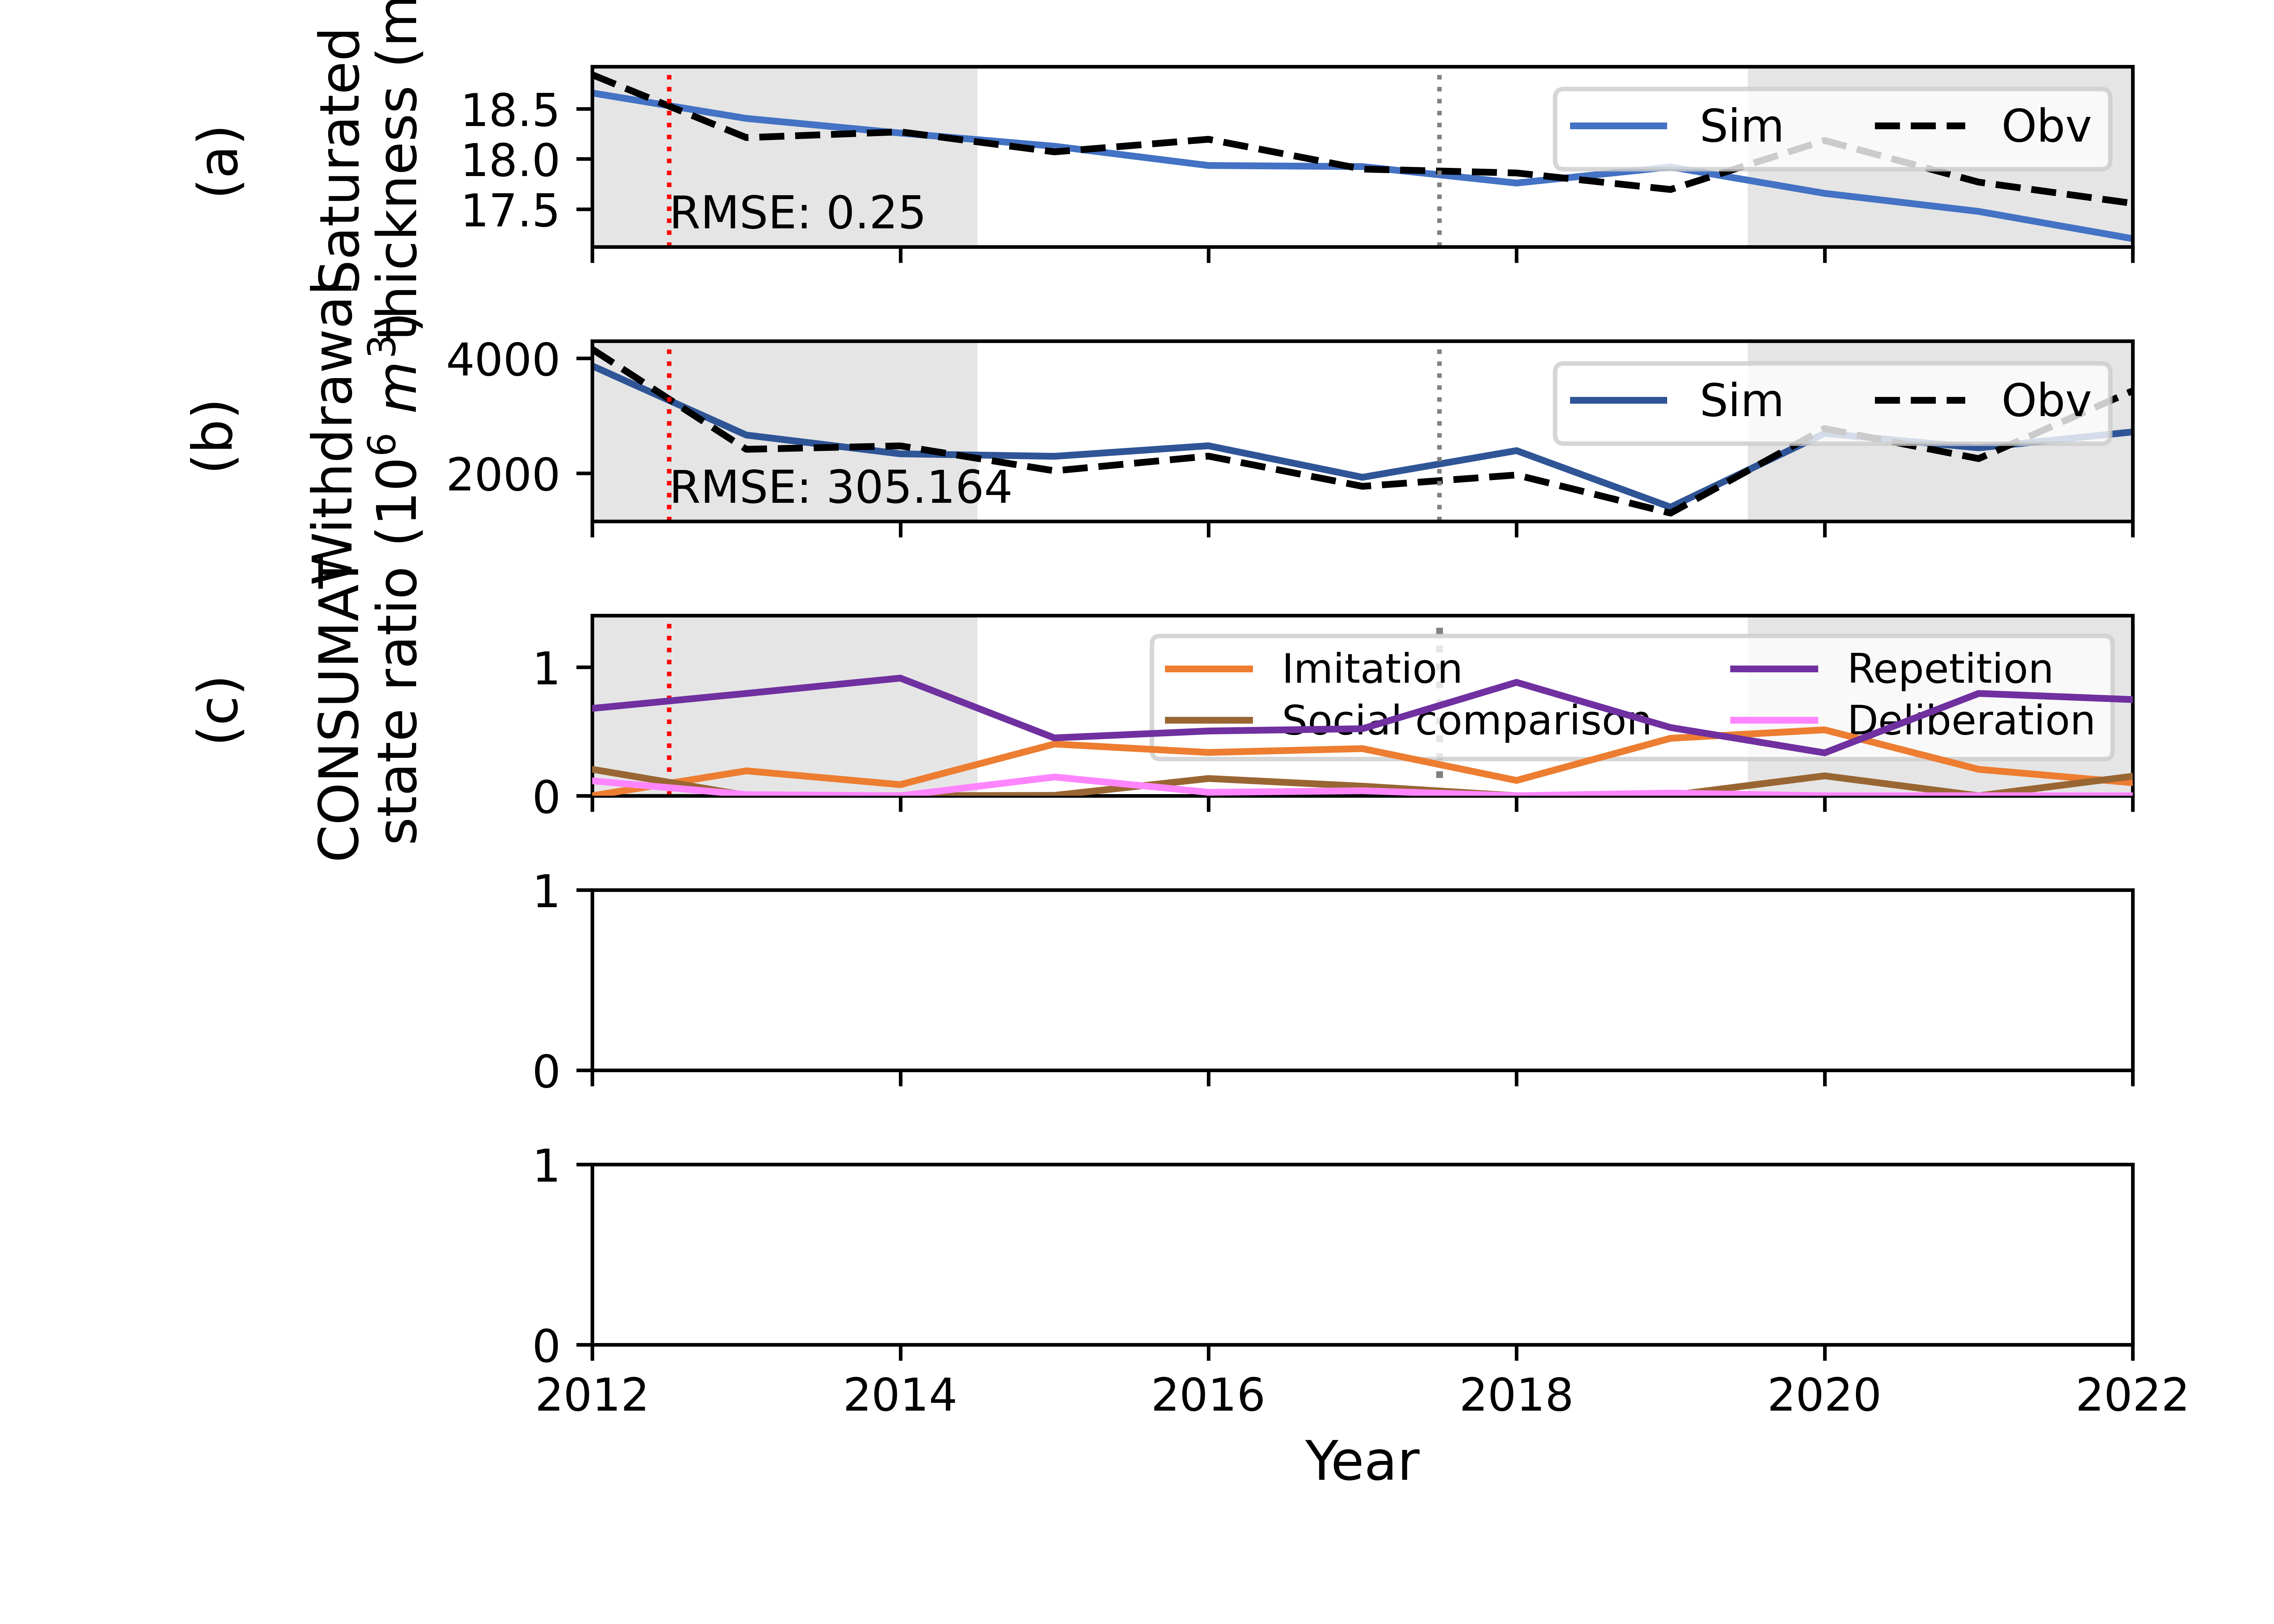 (a)
Saturated
thickness (m
18.5
18.0
17.5
Sim
Obv
RMSE: 0.25
(b)
Withdrawal
(10⁶ m³)
4000
2000
Sim
Obv
RMSE: 305.164
(c)
CONSUMAT
state ratio
1
0
Imitation
Repetition
Social comparison
Deliberation
1
0
1
0
2012
2014
2016
2018
2020
2022
Year